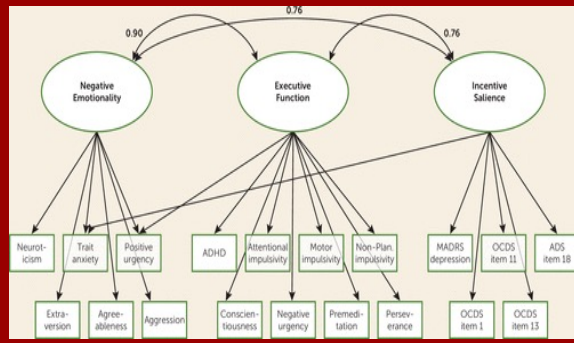 0.76
0.90
0.76
Negative
Emotionality
Executive
Function
Incentive
Salience
Neurot-
icism
Trait
anxiety
Positive
urgency
ADHD
Attentional
impulsivity
Motor
impulsivity
Non-Plan.
impulsivity
MADRS
depression
OCDS
item 11
ADS
item 18
Extra-
version
Agree-
ableness
Aggression
Conscien-
tiousness
Negative
urgency
Premedi-
tation
Persev-
erance
OCDS
item 1
OCDS
item 13